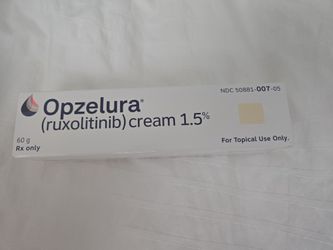 NDC 50881-007-05
Opzelura®
(ruxolitinib) cream 1.5%
60 g
Rx only
For Topical Use Only.